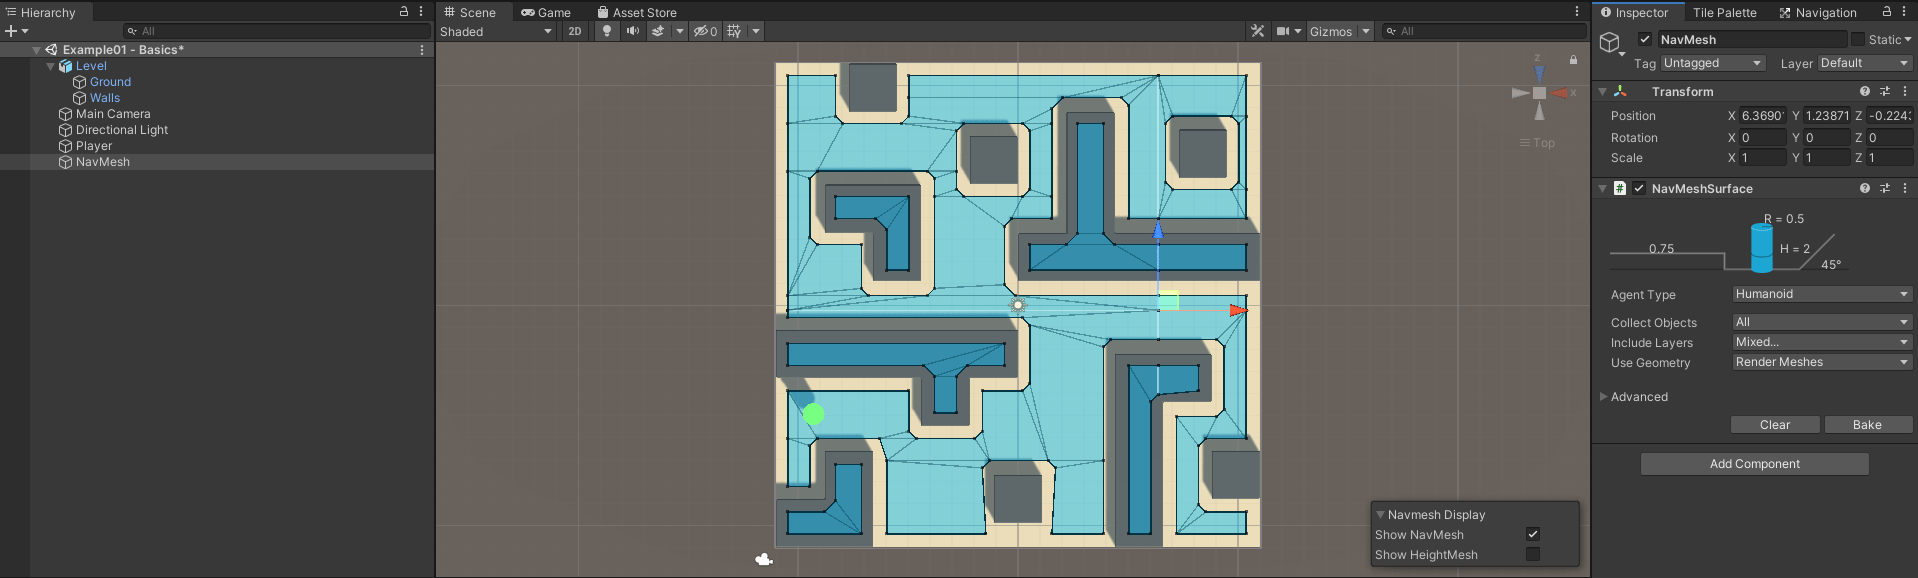 Hierarchy
All
Example01 - Basics*
Level
Ground
Walls
Main Camera
Directional Light
Player
NavMesh
Scene Game Asset Store
Shaded 2D 0 Gizmos All
z
x
Top
Navmesh Display
Show NavMesh
Show HeightMesh
Inspector Tile Palette Navigation
NavMesh Static
Tag Untagged Layer Default
Transform
Position X 6.3690 Y 1.23871 Z -0.224
Rotation X 0 Y 0 Z 0
Scale X 1 Y 1 Z 1
# NavMeshSurface
R = 0.5
0.75 H = 2
45°
Agent Type Humanoid
Collect Objects All
Include Layers Mixed...
Use Geometry Render Meshes
Advanced
Clear Bake
Add Component